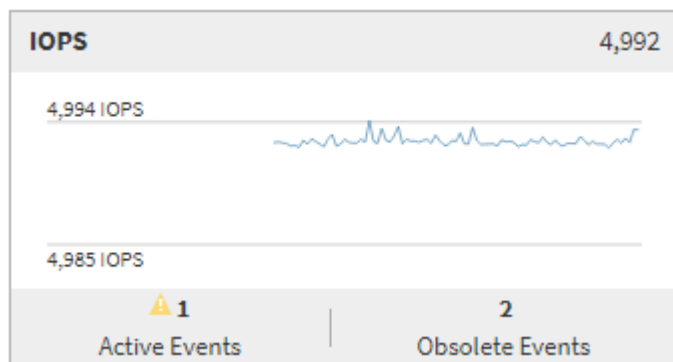 IOPS 4,992
4,994 IOPS
4,985 IOPS
1 2
Active Events Obsolete Events